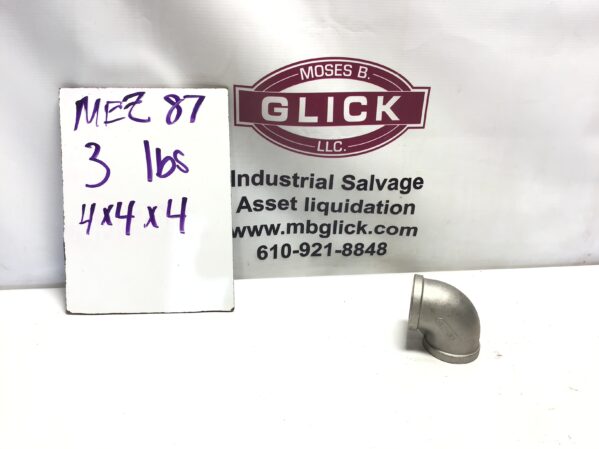 MEZ 87
3 lbs
4x4x4
MOSES B.
GLICK
LLC.
Industrial Salvage
Asset liquidation
www.mbglick.com
610-921-8848